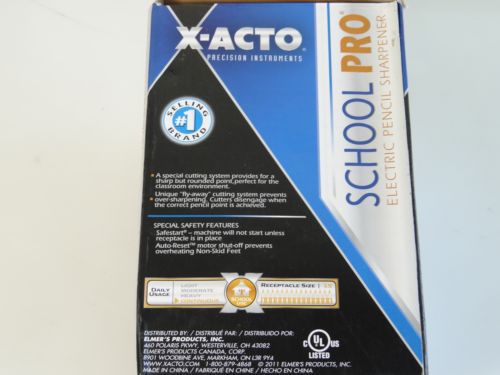 X-ACTO®
PRECISION INSTRUMENTS
SCHOOL PRO®
ELECTRIC PENCIL SHARPENER
SELLING
#1
BRAND
• A special cutting system provides for a
sharp but rounded point,perfect for the
classroom environment.
Unique "fly-away" cutting system prevents
• over-sharpening. Cutters disengage when
the correct pencil point is achieved.
SPECIAL SAFETY FEATURES
Safestart® – machine will not start unless
receptacle is in place
Auto-Reset™ motor shut-off prevents
overheating Non-Skid Feet
DAILY
USAGE
LIGHT
MODERATE
HEAVY
CONTINUOUS
SCHOOL
RECEPTACLE SIZE
DISTRIBUTED BY: / DISTRIBUÉ PAR: / DISTRIBUIDO POR:
ELMER'S PRODUCTS, INC.
460 POLARIS PKWY, WESTERVILLE, OH 43082
ELMER'S PRODUCTS CANADA, CORP.
8901 WOODBINE AVE, MARKHAM, ON L3R 9Y4
WWW.XACTO.COM 1-800-879-4868 © 2011 ELMER'S PRODUCTS, INC.
MADE IN CHINA / FABRIQUÉ EN CHINE / HECHO EN CHINA
C UL US
LISTED